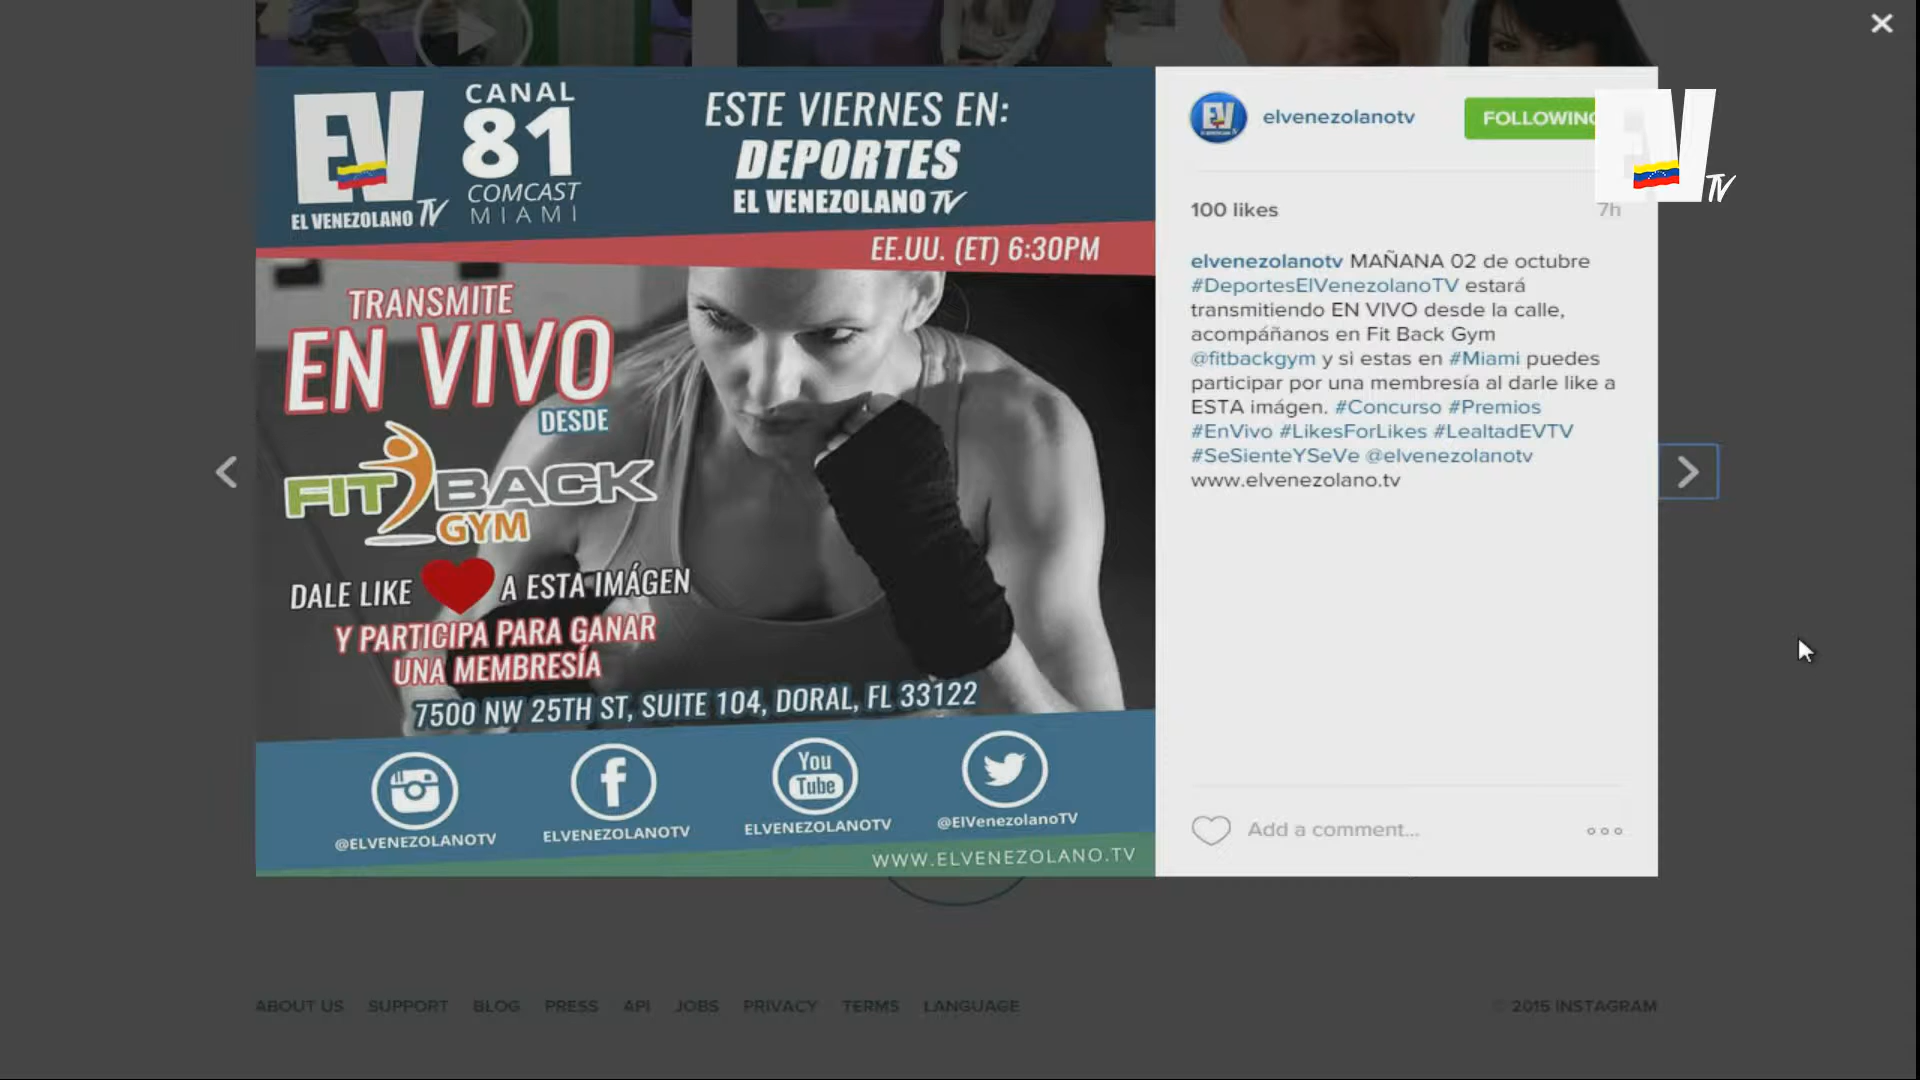 EV
EL VENEZOLANO TV
CANAL
81
COMCAST
MIAMI
ESTE VIERNES EN:
DEPORTES
EL VENEZOLANO TV
EE.UU. (ET) 6:30PM
TRANSMITE
EN VIVO
DESDE
FIT BACK
GYM
DALE LIKE A ESTA IMÁGEN
Y PARTICIPA PARA GANAR
UNA MEMBRESÍA
7500 NW 25TH ST, SUITE 104, DORAL, FL 33122
You
Tube
@ELVENEZOLANOTV
ELVENEZOLANOTV
ELVENEZOLANOTV
@ElVenezolanoTV
WWW.ELVENEZOLANO.TV
elvenezolanotv
FOLLOWING
EV TV
100 likes
7h
elvenezolanotv MAÑANA 02 de octubre
#DeportesElVenezolanoTV estará
transmitiendo EN VIVO desde la calle,
acompáñanos en Fit Back Gym
@fitbackgym y si estas en #Miami puedes
participar por una membresía al darle like a
ESTA imágen. #Concurso #Premios
#EnVivo #LikesForLikes #LealtadEVTV
#SeSienteYSeVe @elvenezolanotv
www.elvenezolano.tv
Add a comment...
ABOUT US SUPPORT BLOG PRESS API JOBS PRIVACY TERMS LANGUAGE
© 2015 INSTAGRAM